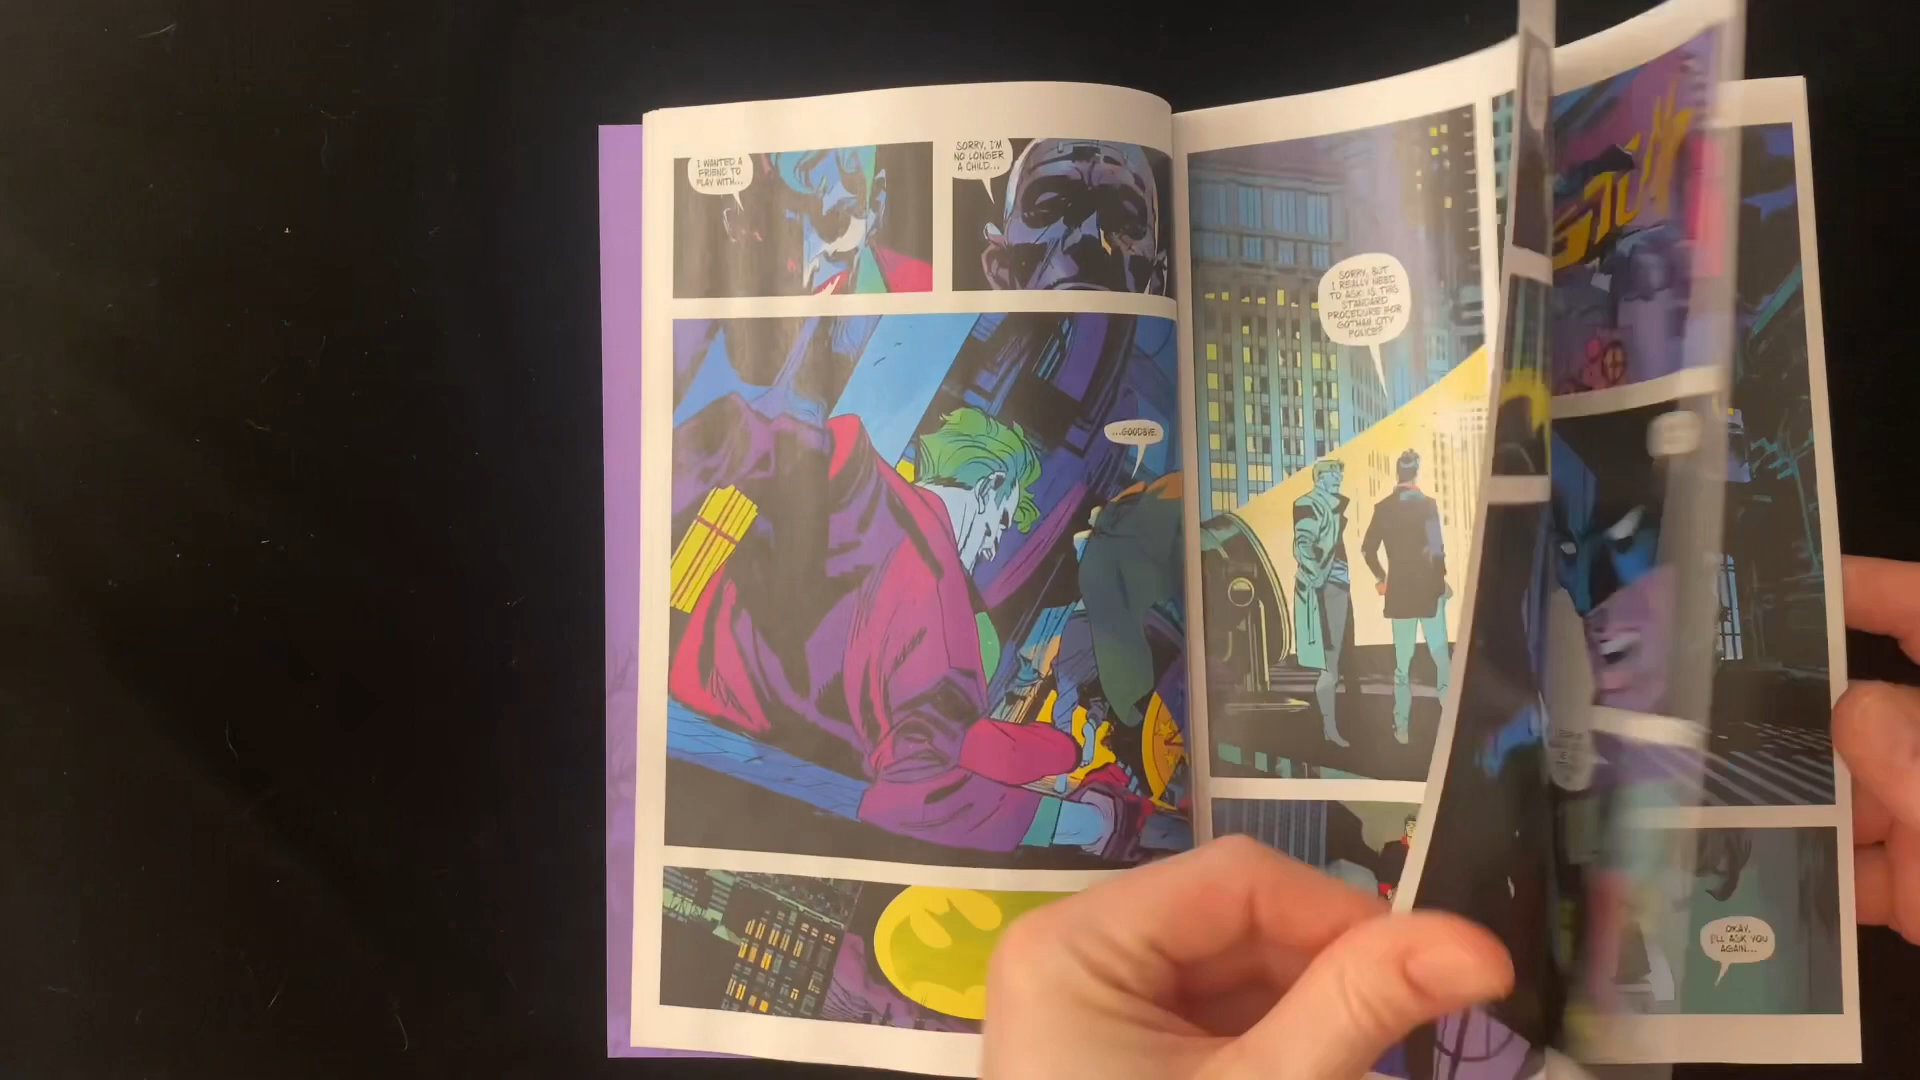 I WANTED A
FRIEND TO
PLAY WITH...
SORRY, I'M
NO LONGER
A CHILD...
...GOODBYE.
SORRY, BUT
I REALLY NEED
TO ASK: IS THIS
STANDARD
PROCEDURE FOR
GOTHAM CITY
POLICE?
OKAY,
I'LL ASK YOU
AGAIN...